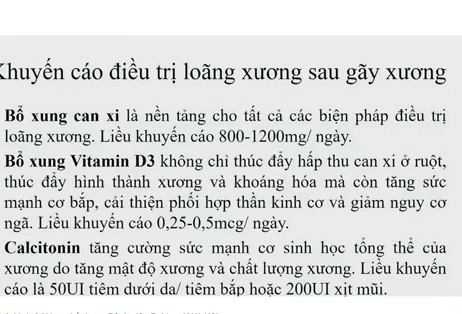 Khuyến cáo điều trị loãng xương sau gãy xương
Bổ xung can xi là nền tảng cho tất cả các biện pháp điều trị
loãng xương. Liều khuyến cáo 800-1200mg/ ngày.
Bổ xung Vitamin D3 không chỉ thúc đẩy hấp thu can xi ở ruột,
thúc đẩy hình thành xương và khoáng hóa mà còn tăng sức
mạnh cơ bắp, cải thiện phối hợp thần kinh cơ và giảm nguy cơ
ngã. Liều khuyến cáo 0,25-0,5mcg/ ngày.
Calcitonin tăng cường sức mạnh cơ sinh học tổng thể của
xương do tăng mật độ xương và chất lượng xương. Liều khuyến
cáo là 50UI tiêm dưới da/ tiêm bắp hoặc 200UI xịt mũi.